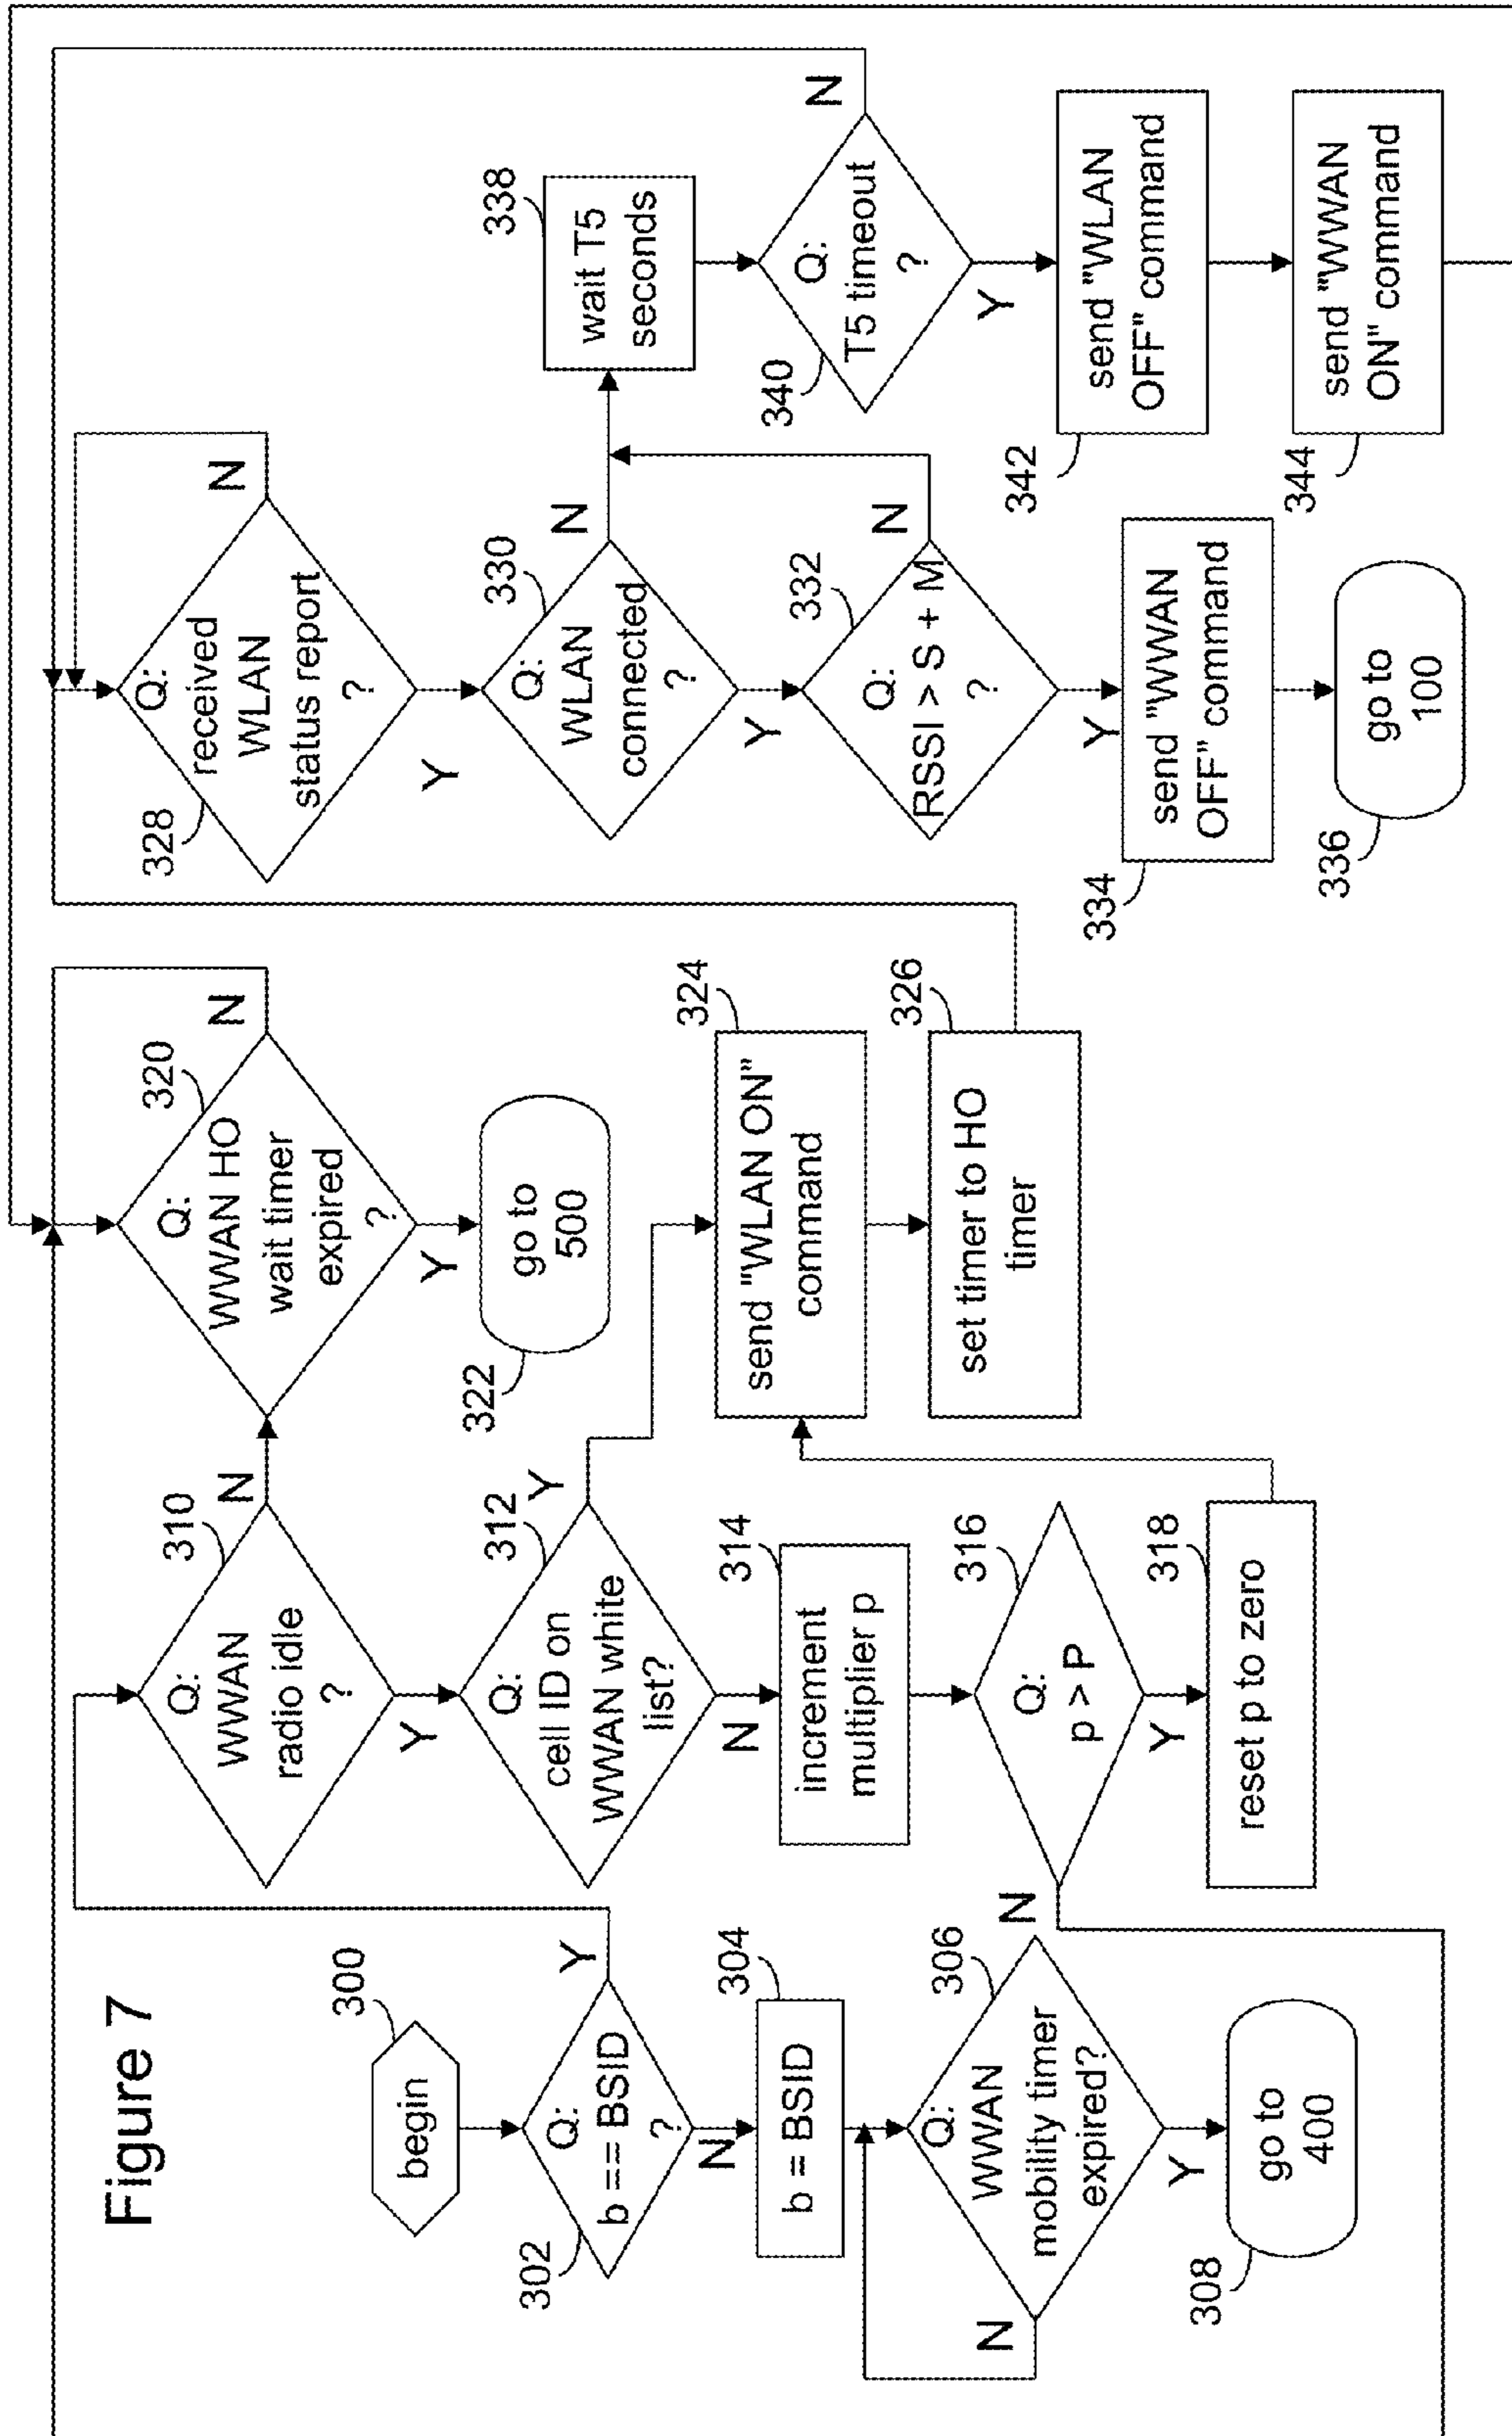 Figure 7
300
begin
302
Q:
b == BSID
?
Y
N
304
b = BSID
306
Q:
WWAN
mobility timer
expired?
N
Y
308
go to
400
310
Q:
WWAN
radio idle
?
N
Y
312
Q:
cell ID on
WWAN white
list?
Y
N
314
increment
multiplier p
316
Q:
p > P
N
Y
318
reset p to zero
320
Q:
WWAN HO
wait timer
expired
?
N
Y
322
go to
500
324
send "WLAN ON"
command
326
set timer to HO
timer
328
Q:
received
WLAN
status report
?
N
Y
330
Q:
WLAN
connected
?
N
Y
332
Q:
RSSI > S + M
?
N
Y
334
send "WWAN
OFF" command
336
go to
100
338
wait T5
seconds
340
Q:
T5 timeout
?
N
Y
342
send "WLAN
OFF" command
344
send "WWAN
ON" command